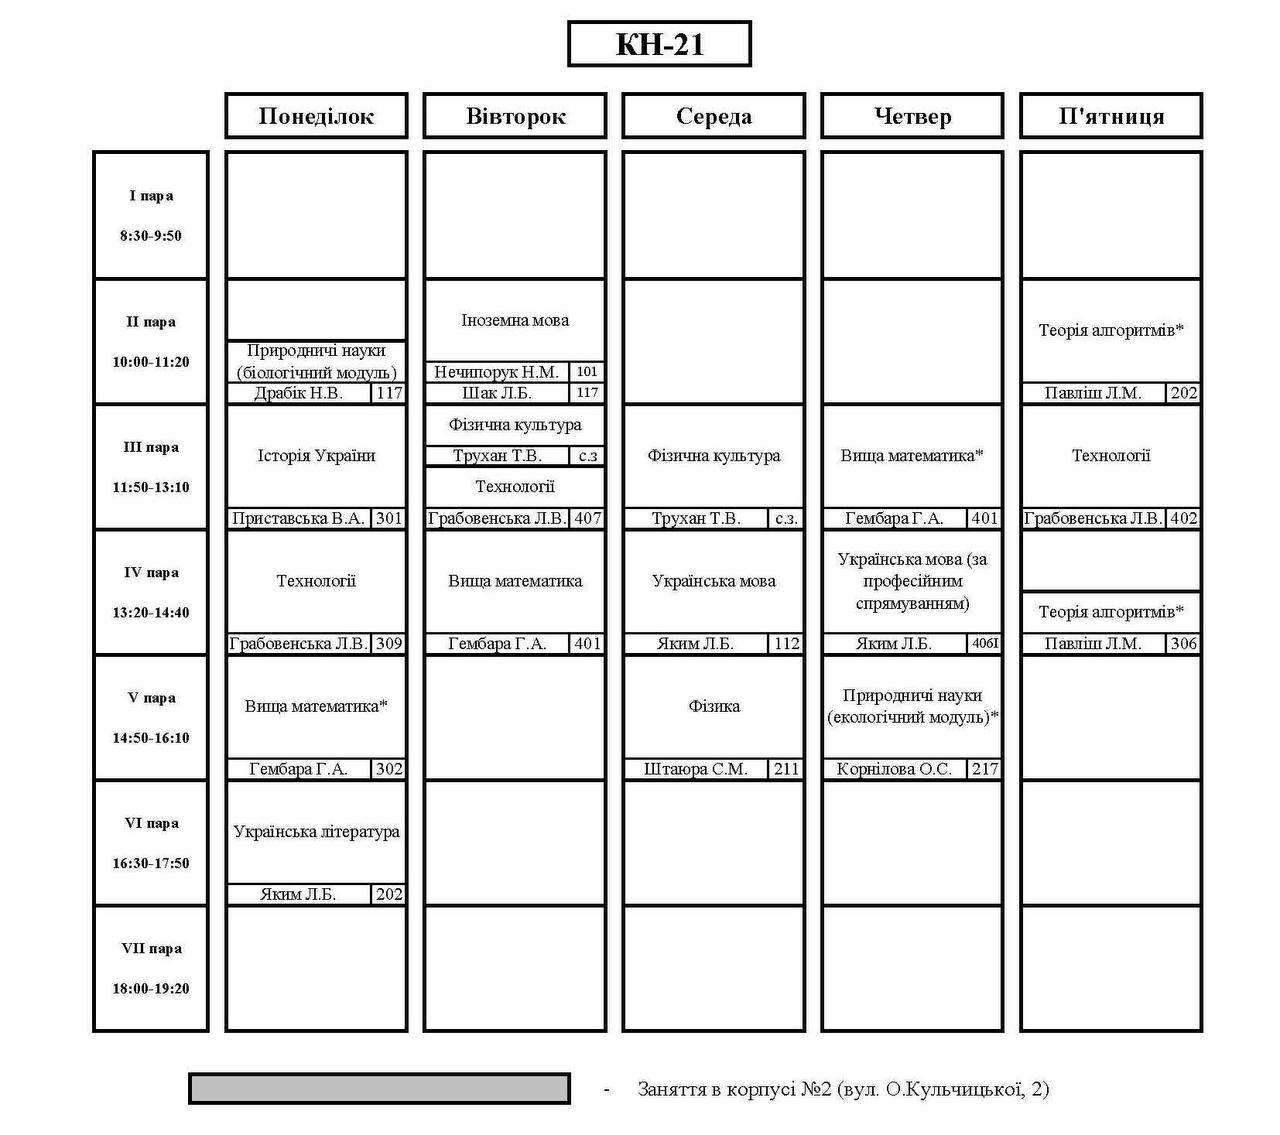 КН-21
Понеділок Вівторок Середа Четвер П'ятниця
I пара
8:30-9:50
II пара
10:00-11:20
Природничі науки
(біологічний модуль)
Драбік Н.В. 117
Іноземна мова
Нечипорук Н.М. 101
Шак Л.Б. 117
Теорія алгоритмів*
Павліш Л.М. 202
III пара
11:50-13:10
Історія України
Приставська В.А. 301
Фізична культура
Трухан Т.В. с.з
Технології
Грабовенська Л.В. 407
Фізична культура
Трухан Т.В. с.з.
Вища математика*
Гембара Г.А. 401
Технології
Грабовенська Л.В. 402
IV пара
13:20-14:40
Технології
Грабовенська Л.В. 309
Вища математика
Гембара Г.А. 401
Українська мова
Яким Л.Б. 112
Українська мова (за
професійним
спрямуванням)
Яким Л.Б. 406І
Теорія алгоритмів*
Павліш Л.М. 306
V пара
14:50-16:10
Вища математика*
Гембара Г.А. 302
Фізика
Штаюра С.М. 211
Природничі науки
(екологічний модуль)*
Корнілова О.С. 217
VI пара
16:30-17:50
Українська література
Яким Л.Б. 202
VII пара
18:00-19:20
- Заняття в корпусі №2 (вул. О.Кульчицької, 2)